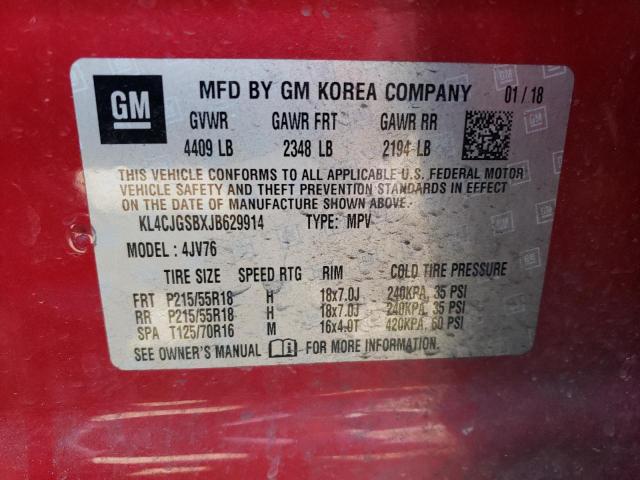 GM MFD BY GM KOREA COMPANY 01 / 18
GVWR GAWR FRT GAWR RR
4409 LB 2348 LB 2194 LB
THIS VEHICLE CONFORMS TO ALL APPLICABLE U.S. FEDERAL MOTOR
VEHICLE SAFETY AND THEFT PREVENTION STANDARDS IN EFFECT
ON THE DATE OF MANUFACTURE SHOWN ABOVE.
KL4CJGSBXJB629914 TYPE: MPV
MODEL : 4JV76
TIRE SIZE SPEED RTG RIM COLD TIRE PRESSURE
FRT P215/55R18 H 18x7.0J 240KPA, 35 PSI
RR P215/55R18 H 18x7.0J 240KPA, 35 PSI
SPA T125/70R16 M 16x4.0T 420KPA, 60 PSI
SEE OWNER'S MANUAL FOR MORE INFORMATION.